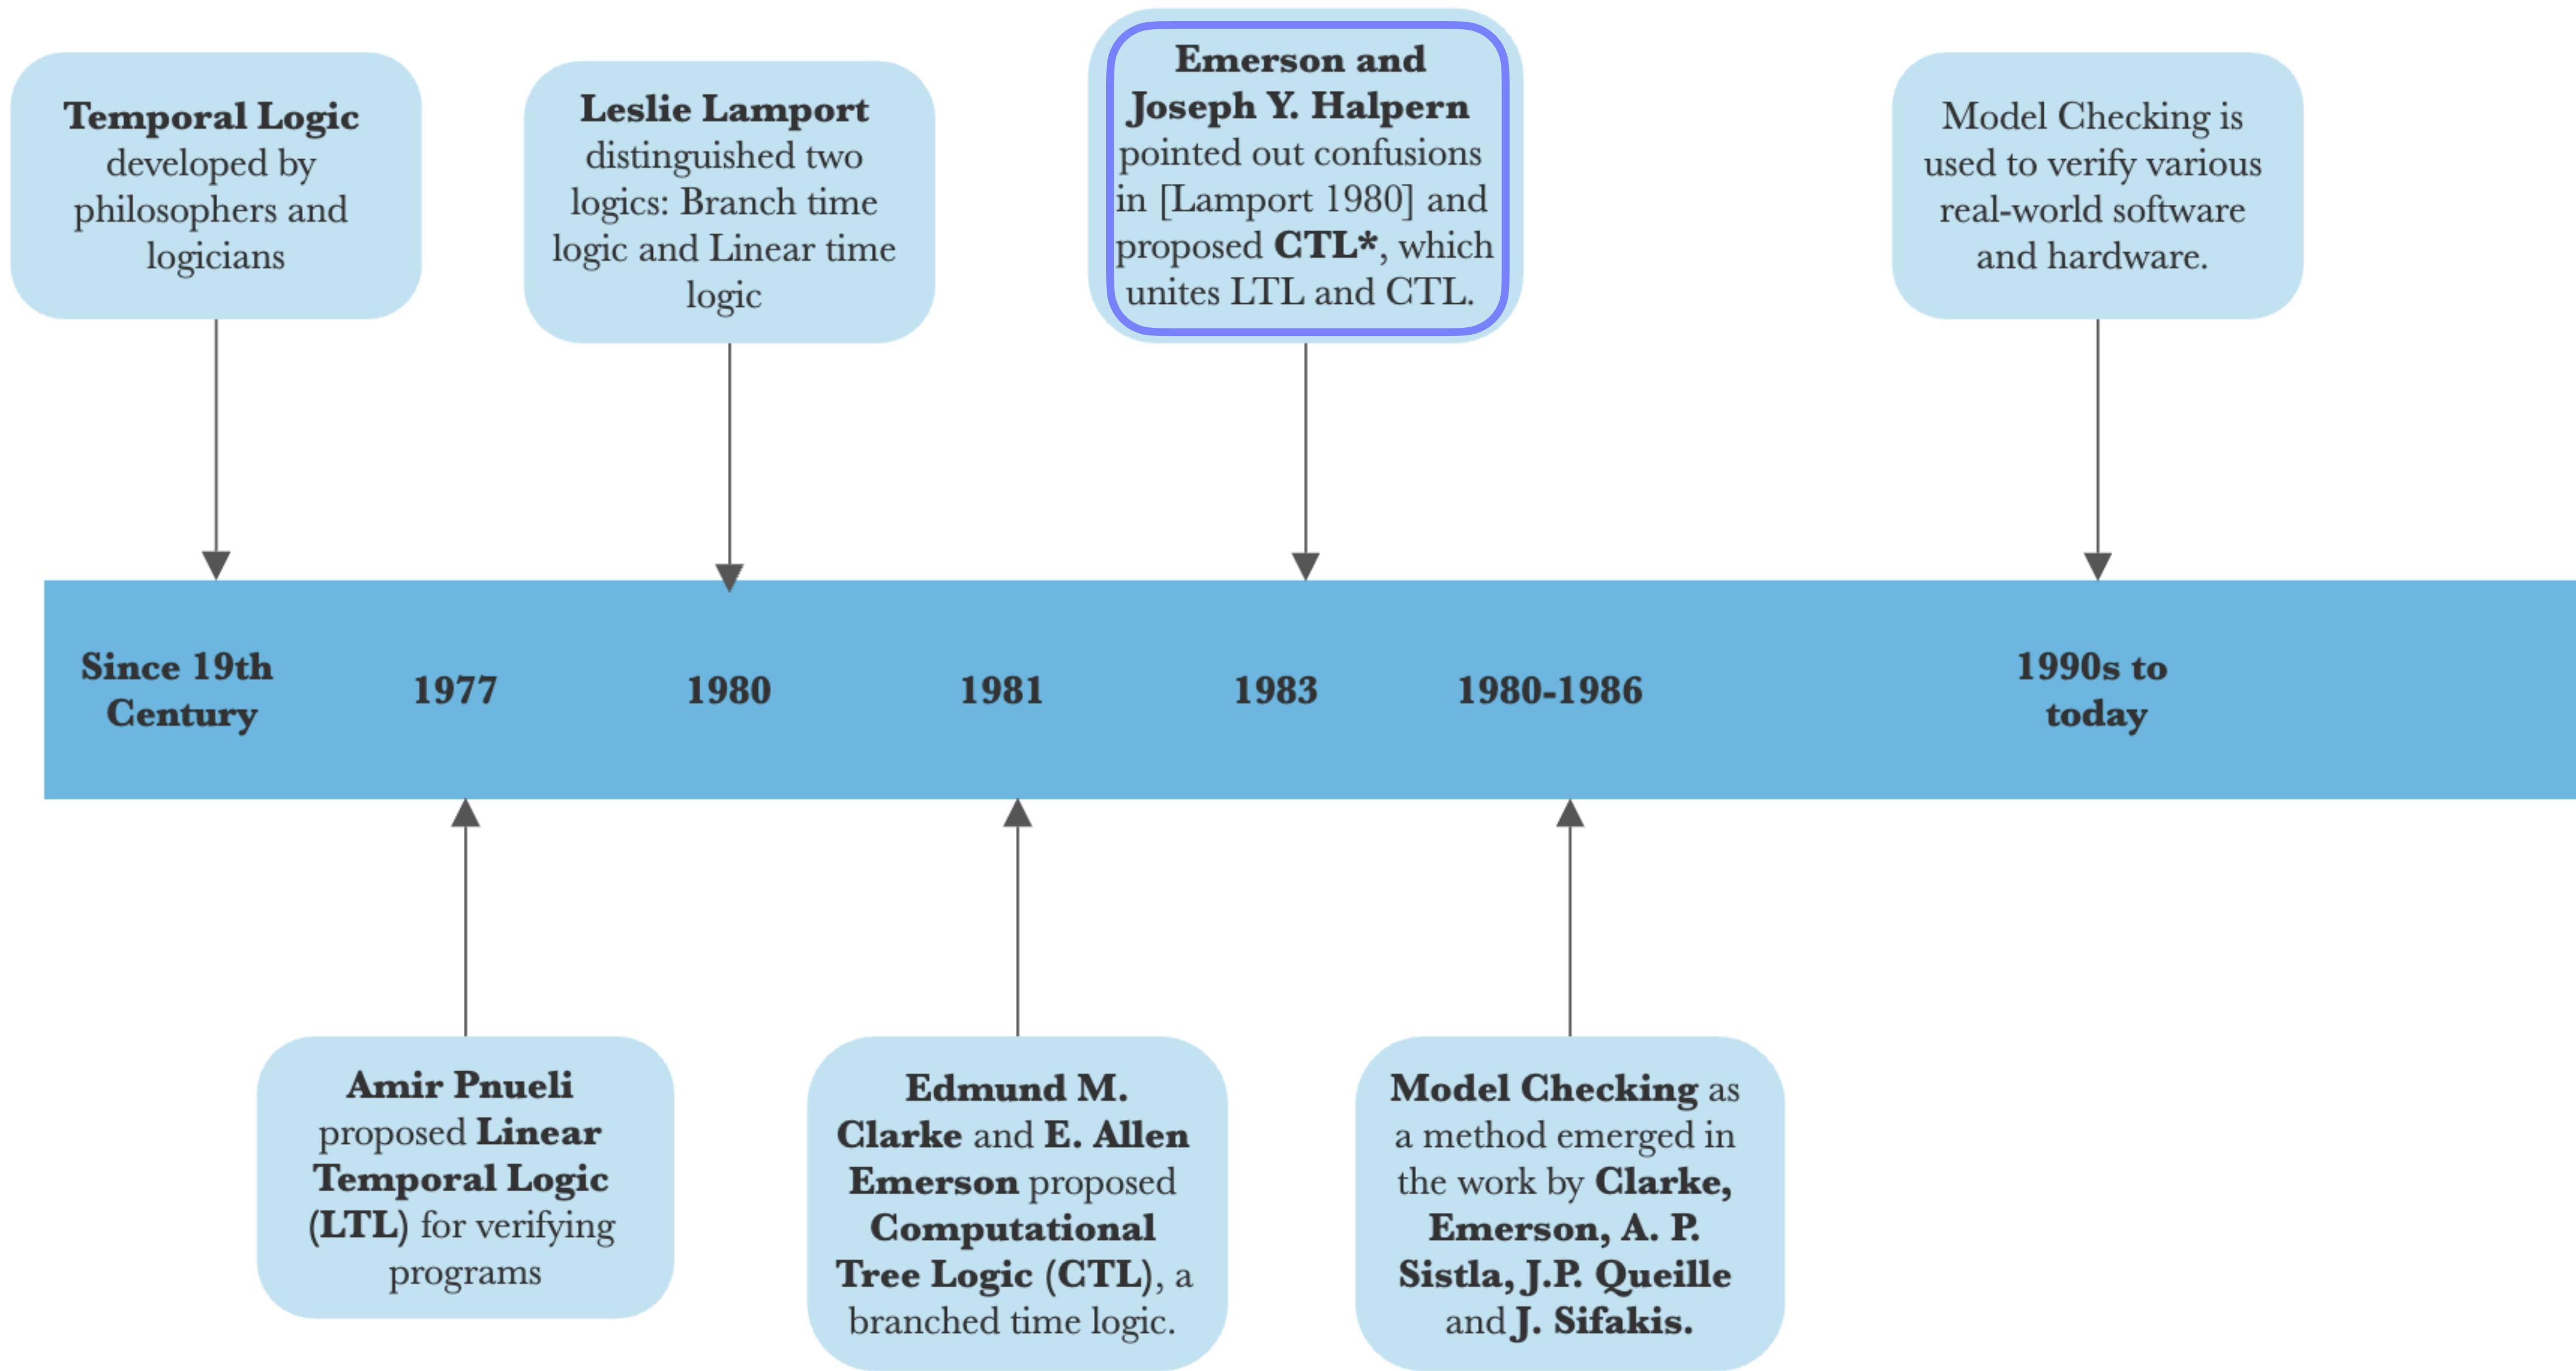 Temporal Logic
developed by
philosophers and
logicians
Leslie Lamport
distinguished two
logics: Branch time
logic and Linear time
logic
Emerson and
Joseph Y. Halpern
pointed out confusions
in [Lamport 1980] and
proposed CTL*, which
unites LTL and CTL.
Model Checking is
used to verify various
real-world software
and hardware.
Since 19th
Century
1977
1980
1981
1983
1980-1986
1990s to
today
Amir Pnueli
proposed Linear
Temporal Logic
(LTL) for verifying
programs
Edmund M.
Clarke and E. Allen
Emerson proposed
Computational
Tree Logic (CTL), a
branched time logic.
Model Checking as
a method emerged in
the work by Clarke,
Emerson, A. P.
Sistla, J.P. Queille
and J. Sifakis.